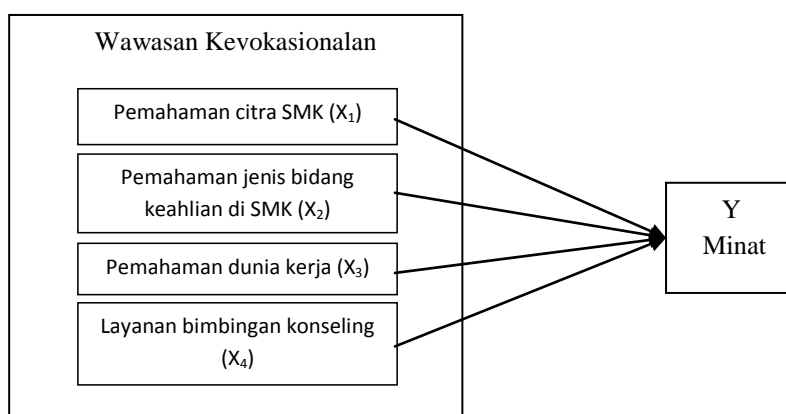 Wawasan Kevokasionalan
Pemahaman citra SMK (X₁)
Pemahaman jenis bidang
keahlian di SMK (X₂)
Pemahaman dunia kerja (X₃)
Layanan bimbingan konseling
(X₄)
Y
Minat